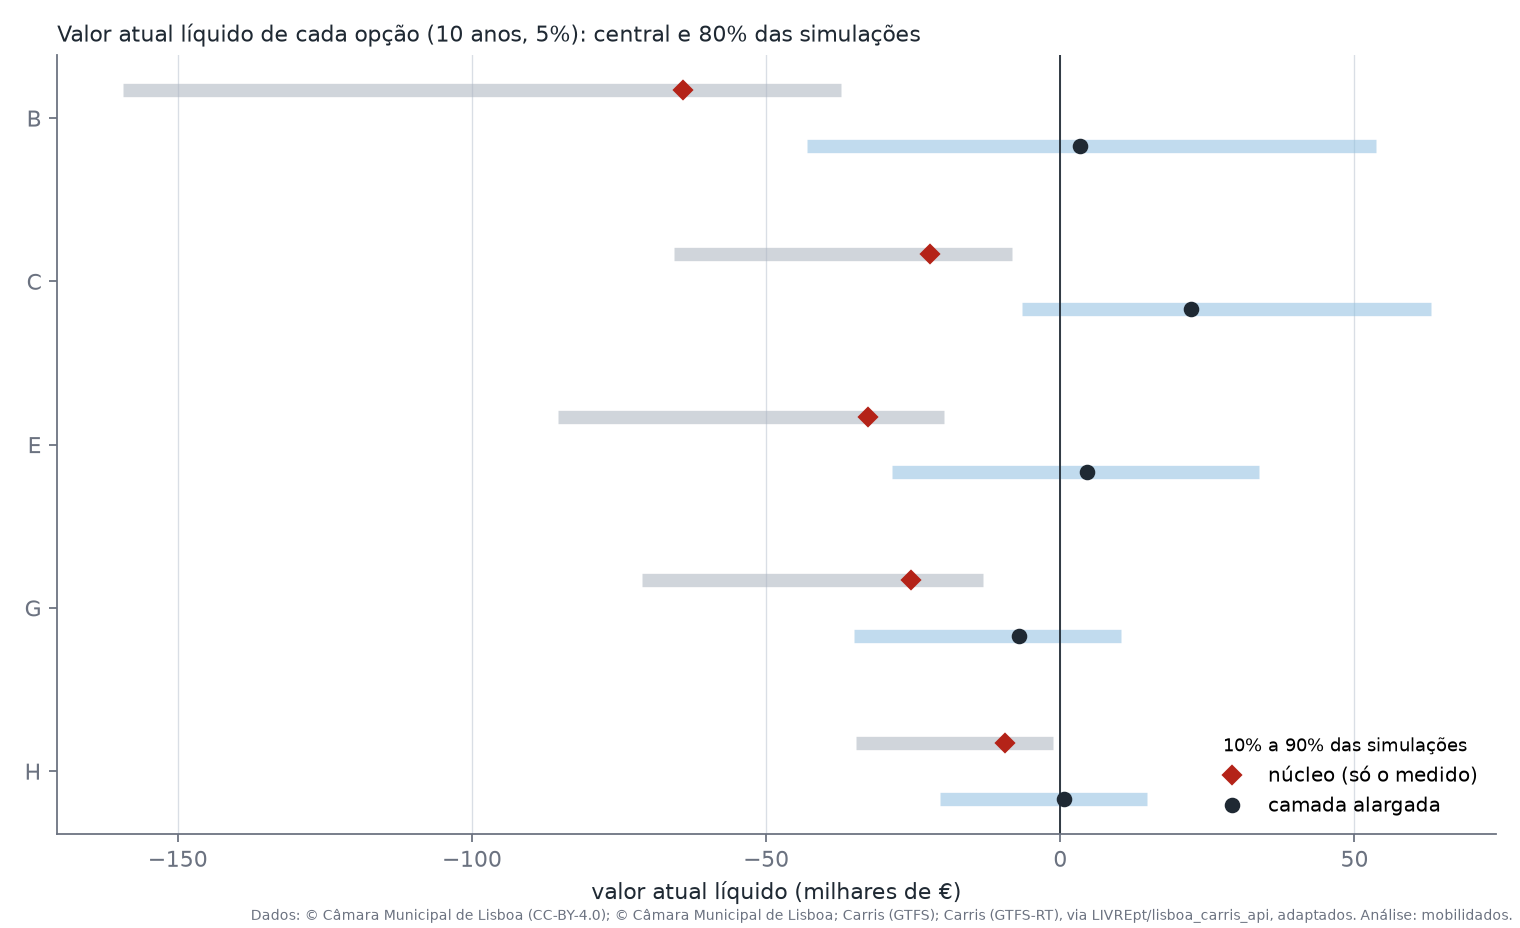 Valor atual líquido de cada opção (10 anos, 5%): central e 80% das simulações
B
C
E
G
H
10% a 90% das simulações
núcleo (só o medido)
camada alargada
−150
−100
−50
0
50
valor atual líquido (milhares de €)
Dados: © Câmara Municipal de Lisboa (CC-BY-4.0); © Câmara Municipal de Lisboa; Carris (GTFS); Carris (GTFS-RT), via LIVREpt/lisboa_carris_api, adaptados. Análise: mobilidados.